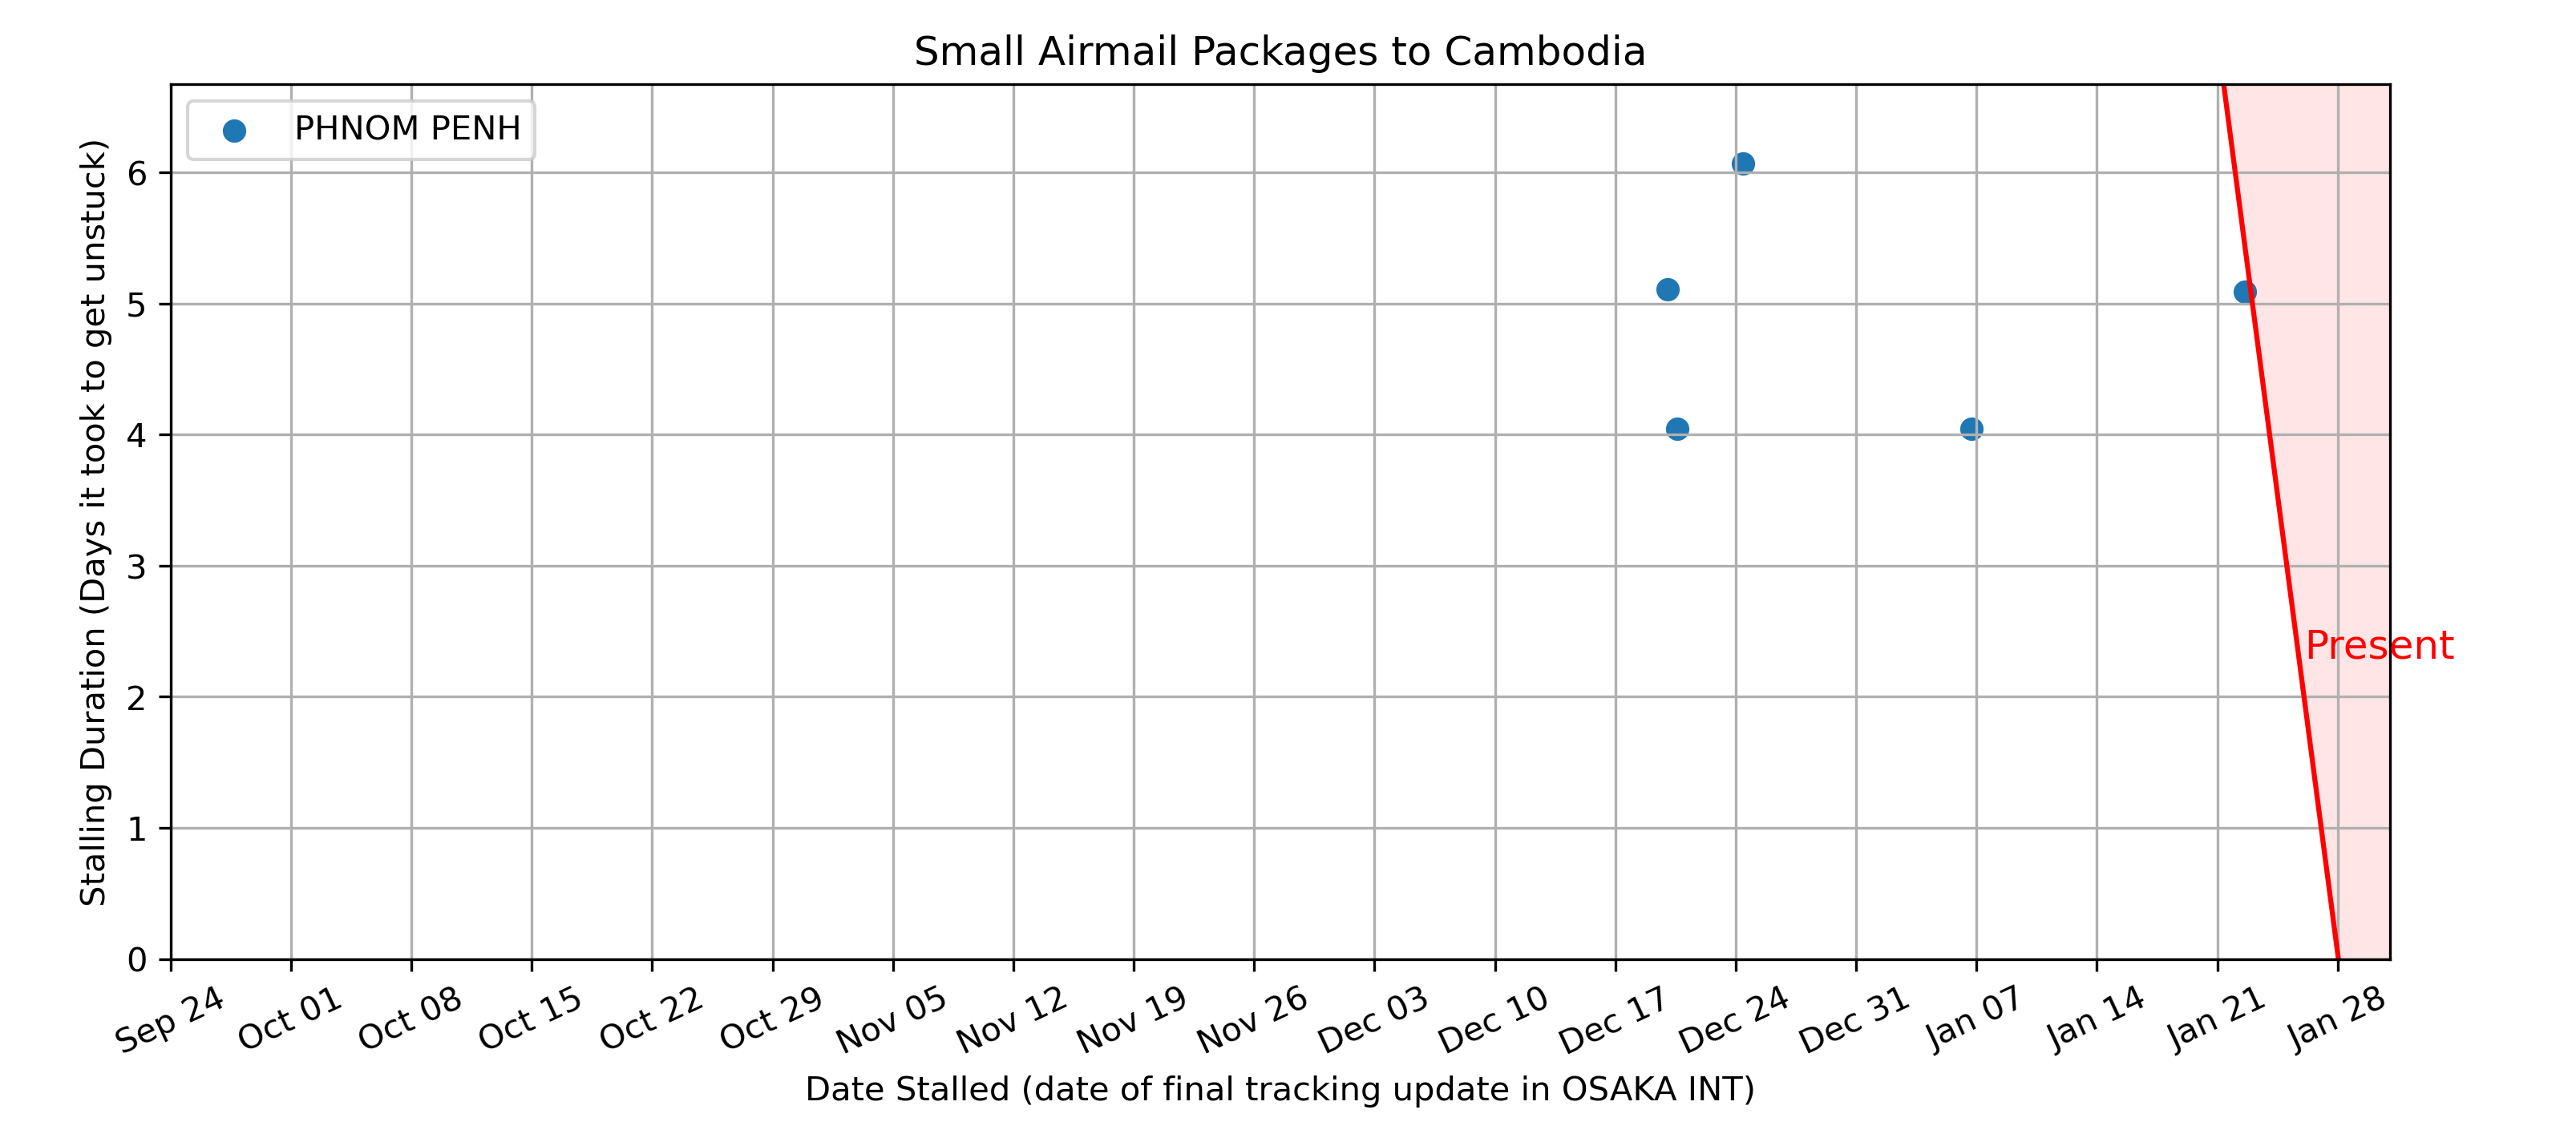 Small Airmail Packages to Cambodia
PHNOM PENH
Stalling Duration (Days it took to get unstuck)
6
5
4
3
2
1
0
Present
Sep 24 Oct 01 Oct 08 Oct 15 Oct 22 Oct 29 Nov 05 Nov 12 Nov 19 Nov 26 Dec 03 Dec 10 Dec 17 Dec 24 Dec 31 Jan 07 Jan 14 Jan 21 Jan 28
Date Stalled (date of final tracking update in OSAKA INT)